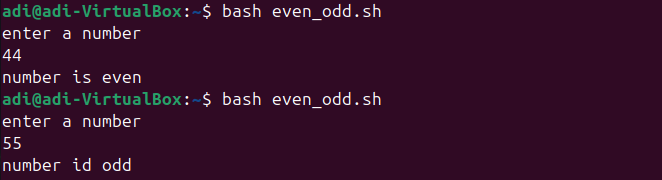 adi@adi-VirtualBox:~$ bash even_odd.sh
enter a number
44
number is even
adi@adi-VirtualBox:~$ bash even_odd.sh
enter a number
55
number id odd